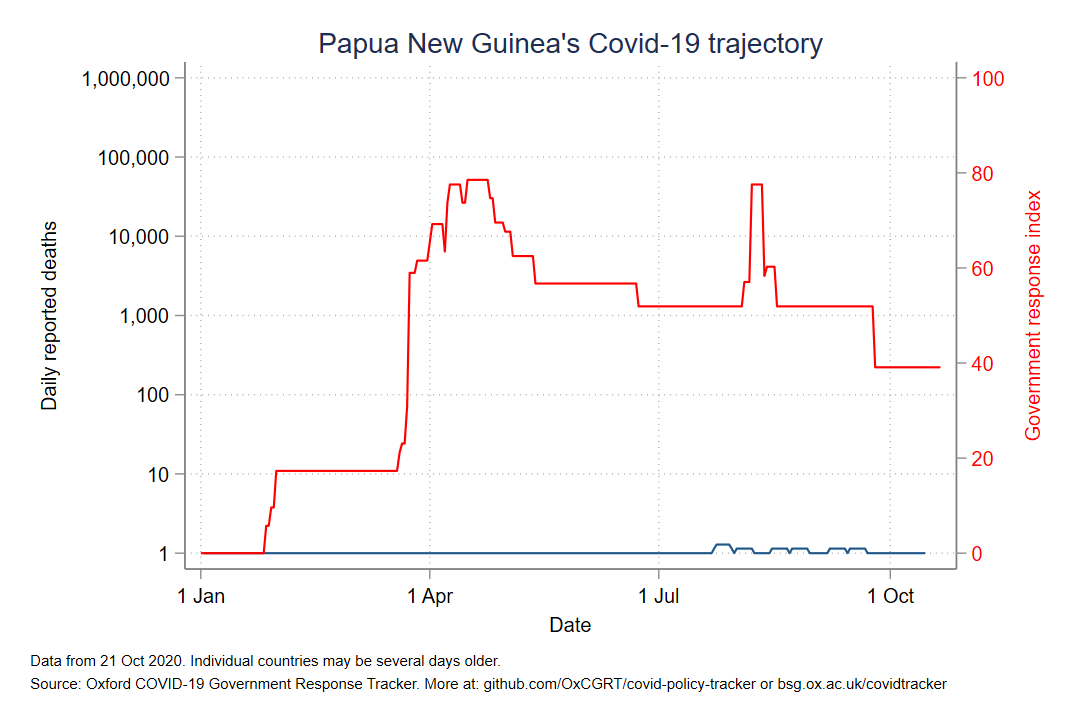 Papua New Guinea's Covid-19 trajectory
1,000,000
100,000
10,000
1,000
100
10
1
Daily reported deaths
100
80
60
40
20
0
Government response index
1 Jan
1 Apr
1 Jul
1 Oct
Date
Data from 21 Oct 2020. Individual countries may be several days older.
Source: Oxford COVID-19 Government Response Tracker. More at: github.com/OxCGRT/covid-policy-tracker or bsg.ox.ac.uk/covidtracker